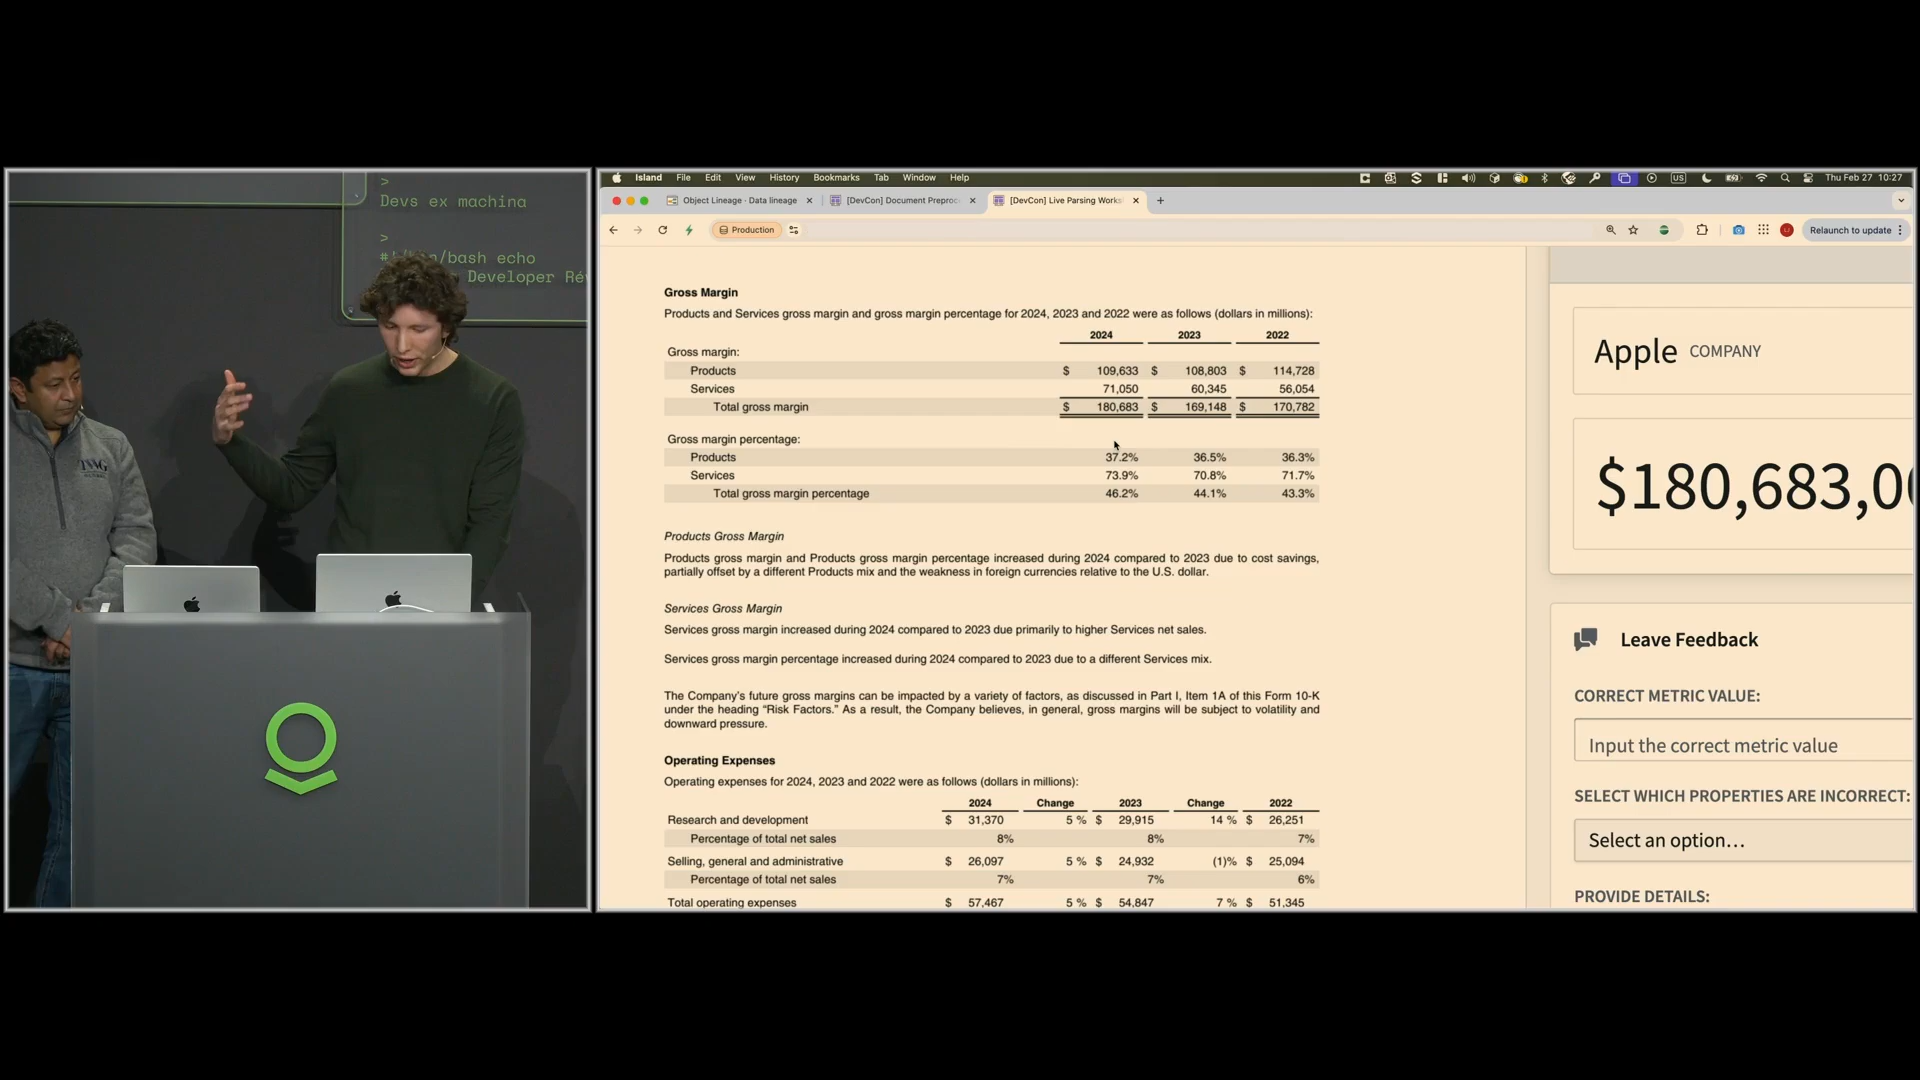 >
Devs ex machina
>
bash echo
Developer
TWG
Island File Edit View History Bookmarks Tab Window Help
US
Thu Feb 27 10:27
Object Lineage · Data lineage
[DevCon] Document Preproc
[DevCon] Live Parsing Works
Production
Relaunch to update
Gross Margin
Products and Services gross margin and gross margin percentage for 2024, 2023 and 2022 were as follows (dollars in millions):
2024 2023 2022
Gross margin:
Products $ 109,633 $ 108,803 $ 114,728
Services 71,050 60,345 56,054
Total gross margin $ 180,683 $ 169,148 $ 170,782
Gross margin percentage:
Products 37.2% 36.5% 36.3%
Services 73.9% 70.8% 71.7%
Total gross margin percentage 46.2% 44.1% 43.3%
Products Gross Margin
Products gross margin and Products gross margin percentage increased during 2024 compared to 2023 due to cost savings,
partially offset by a different Products mix and the weakness in foreign currencies relative to the U.S. dollar.
Services Gross Margin
Services gross margin increased during 2024 compared to 2023 due primarily to higher Services net sales.
Services gross margin percentage increased during 2024 compared to 2023 due to a different Services mix.
The Company's future gross margins can be impacted by a variety of factors, as discussed in Part I, Item 1A of this Form 10-K
under the heading "Risk Factors." As a result, the Company believes, in general, gross margins will be subject to volatility and
downward pressure.
Operating Expenses
Operating expenses for 2024, 2023 and 2022 were as follows (dollars in millions):
2024 Change 2023 Change 2022
Research and development $ 31,370 5 % $ 29,915 14 % $ 26,251
Percentage of total net sales 8% 8% 7%
Selling, general and administrative $ 26,097 5 % $ 24,932 (1)% $ 25,094
Percentage of total net sales 7% 7% 6%
Total operating expenses $ 57,467 5 % $ 54,847 7 % $ 51,345
Apple COMPANY
$180,683,0
Leave Feedback
CORRECT METRIC VALUE:
Input the correct metric value
SELECT WHICH PROPERTIES ARE INCORRECT:
Select an option…
PROVIDE DETAILS: